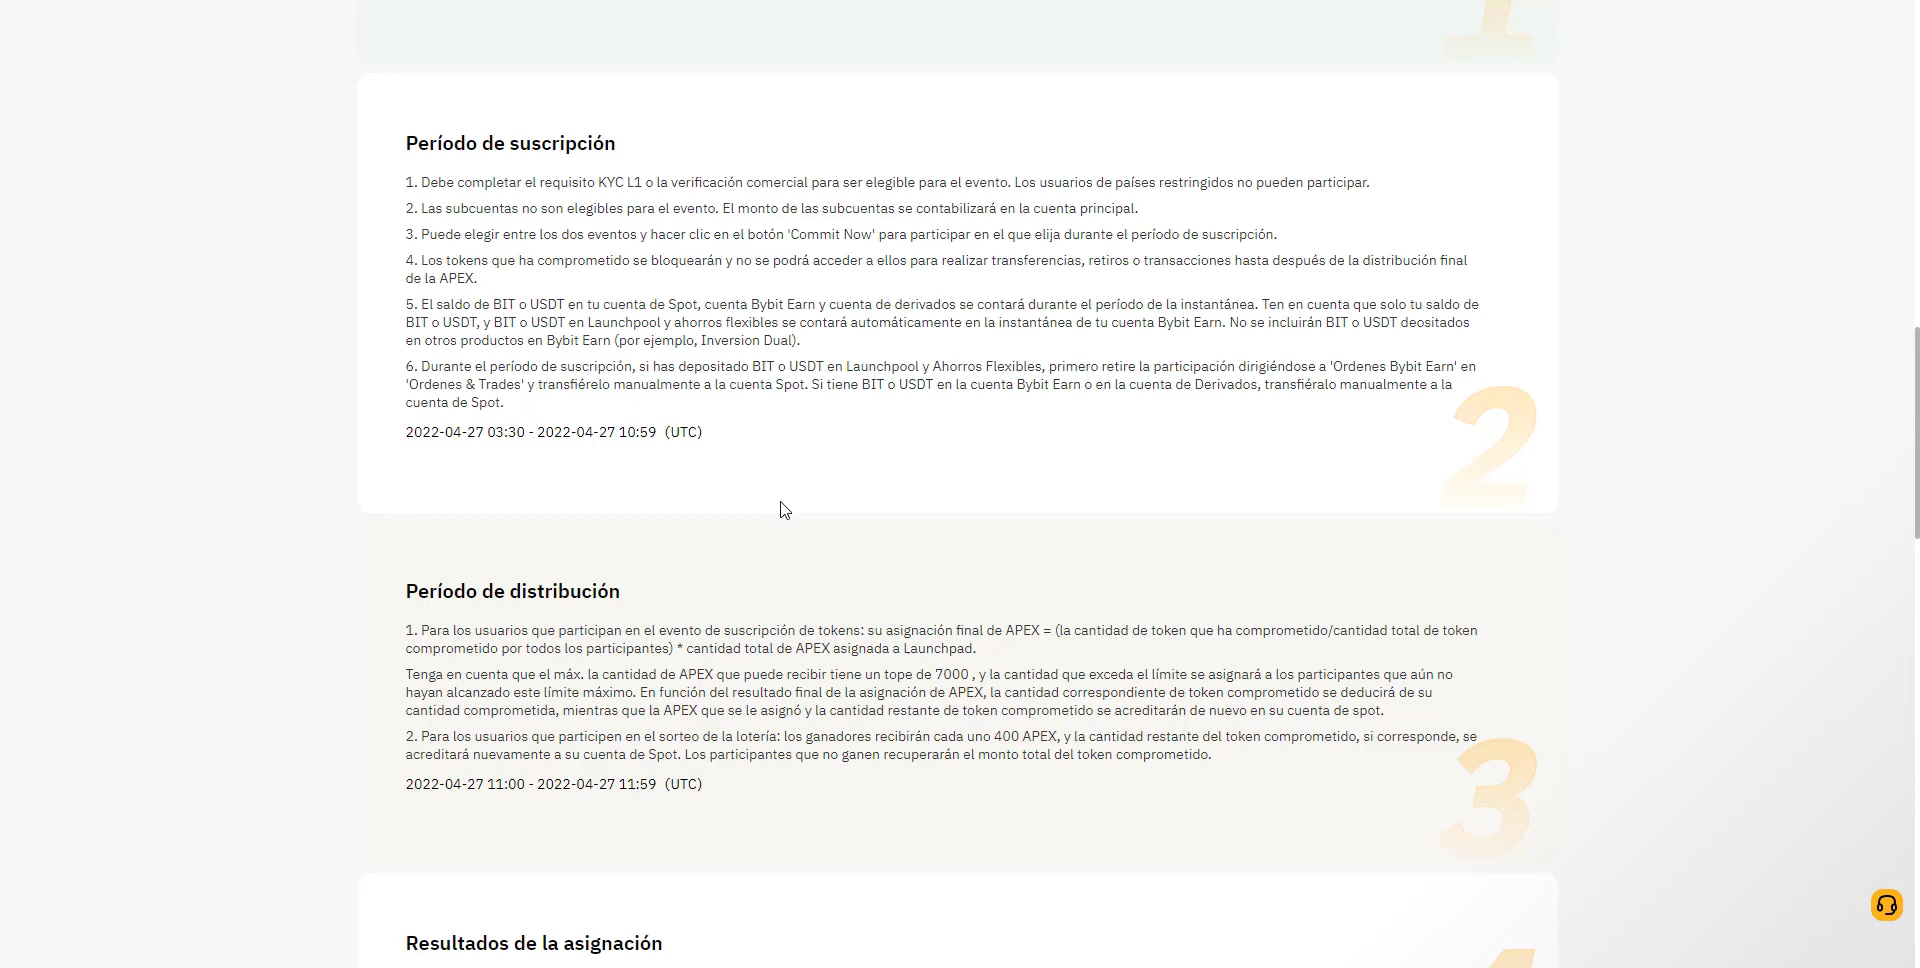 1
Período de suscripción
1. Debe completar el requisito KYC L1 o la verificación comercial para ser elegible para el evento. Los usuarios de países restringidos no pueden participar.
2. Las subcuentas no son elegibles para el evento. El monto de las subcuentas se contabilizará en la cuenta principal.
3. Puede elegir entre los dos eventos y hacer clic en el botón 'Commit Now' para participar en el que elija durante el período de suscripción.
4. Los tokens que ha comprometido se bloquearán y no se podrá acceder a ellos para realizar transferencias, retiros o transacciones hasta después de la distribución final
de la APEX.
5. El saldo de BIT o USDT en tu cuenta de Spot, cuenta Bybit Earn y cuenta de derivados se contará durante el período de la instantánea. Ten en cuenta que solo tu saldo de
BIT o USDT, y BIT o USDT en Launchpool y ahorros flexibles se contará automáticamente en la instantánea de tu cuenta Bybit Earn. No se incluirán BIT o USDT deositados
en otros productos en Bybit Earn (por ejemplo, Inversion Dual).
6. Durante el período de suscripción, si has depositado BIT o USDT en Launchpool y Ahorros Flexibles, primero retire la participación dirigiéndose a 'Ordenes Bybit Earn' en
'Ordenes & Trades' y transfiérelo manualmente a la cuenta Spot. Si tiene BIT o USDT en la cuenta Bybit Earn o en la cuenta de Derivados, transfiéralo manualmente a la
cuenta de Spot.
2022-04-27 03:30 - 2022-04-27 10:59 (UTC)
2
Período de distribución
1. Para los usuarios que participan en el evento de suscripción de tokens: su asignación final de APEX = (la cantidad de token que ha comprometido/cantidad total de token
comprometido por todos los participantes) * cantidad total de APEX asignada a Launchpad.
Tenga en cuenta que el máx. la cantidad de APEX que puede recibir tiene un tope de 7000 , y la cantidad que exceda el límite se asignará a los participantes que aún no
hayan alcanzado este límite máximo. En función del resultado final de la asignación de APEX, la cantidad correspondiente de token comprometido se deducirá de su
cantidad comprometida, mientras que la APEX que se le asignó y la cantidad restante de token comprometido se acreditarán de nuevo en su cuenta de spot.
2. Para los usuarios que participen en el sorteo de la lotería: los ganadores recibirán cada uno 400 APEX, y la cantidad restante del token comprometido, si corresponde, se
acreditará nuevamente a su cuenta de Spot. Los participantes que no ganen recuperarán el monto total del token comprometido.
2022-04-27 11:00 - 2022-04-27 11:59 (UTC)
3
Resultados de la asignación